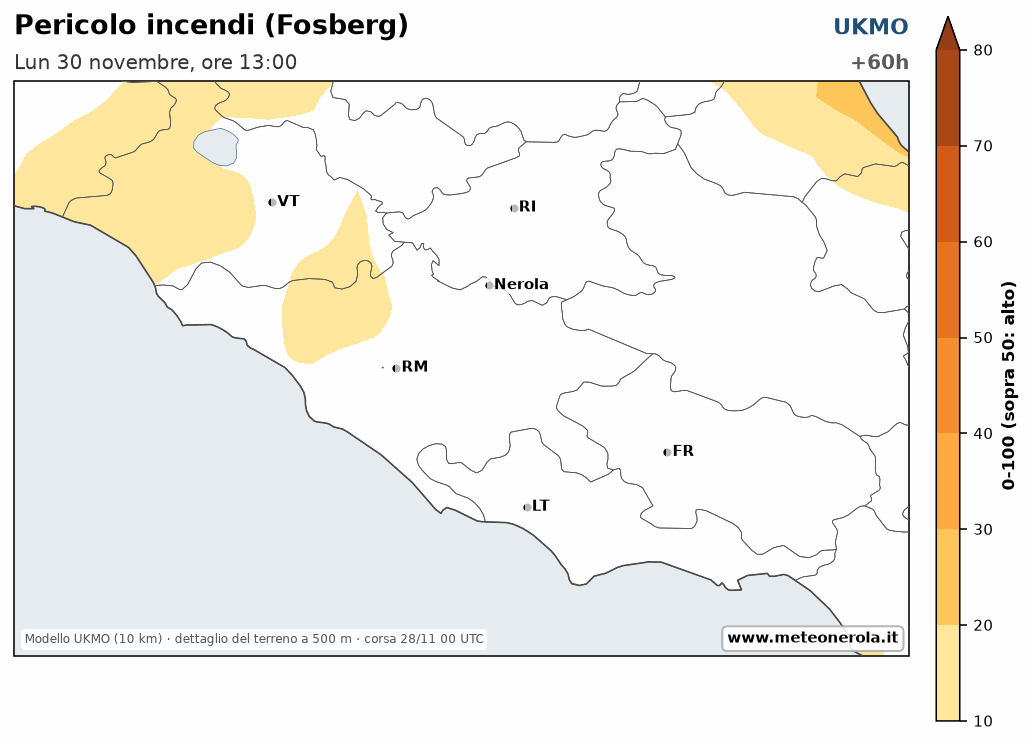 Pericolo incendi (Fosberg)
UKMO
Lun 30 novembre, ore 13:00
+60h
80
70
60
50
40
30
20
10
0-100 (sopra 50: alto)
VT
RI
Nerola
RM
FR
LT
Modello UKMO (10 km) · dettaglio del terreno a 500 m · corsa 28/11 00 UTC
www.meteonerola.it